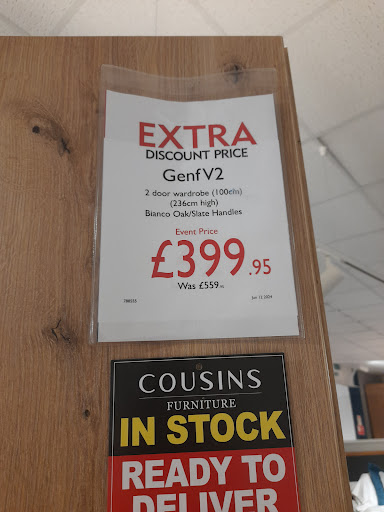 EXTRA
DISCOUNT PRICE
Genf V2
2 door wardrobe (100cm)
(236cm high)
Bianco Oak/Slate Handles
Event Price
£399.95
Was £559
COUSINS
FURNITURE
IN STOCK
READY TO
DELIVER